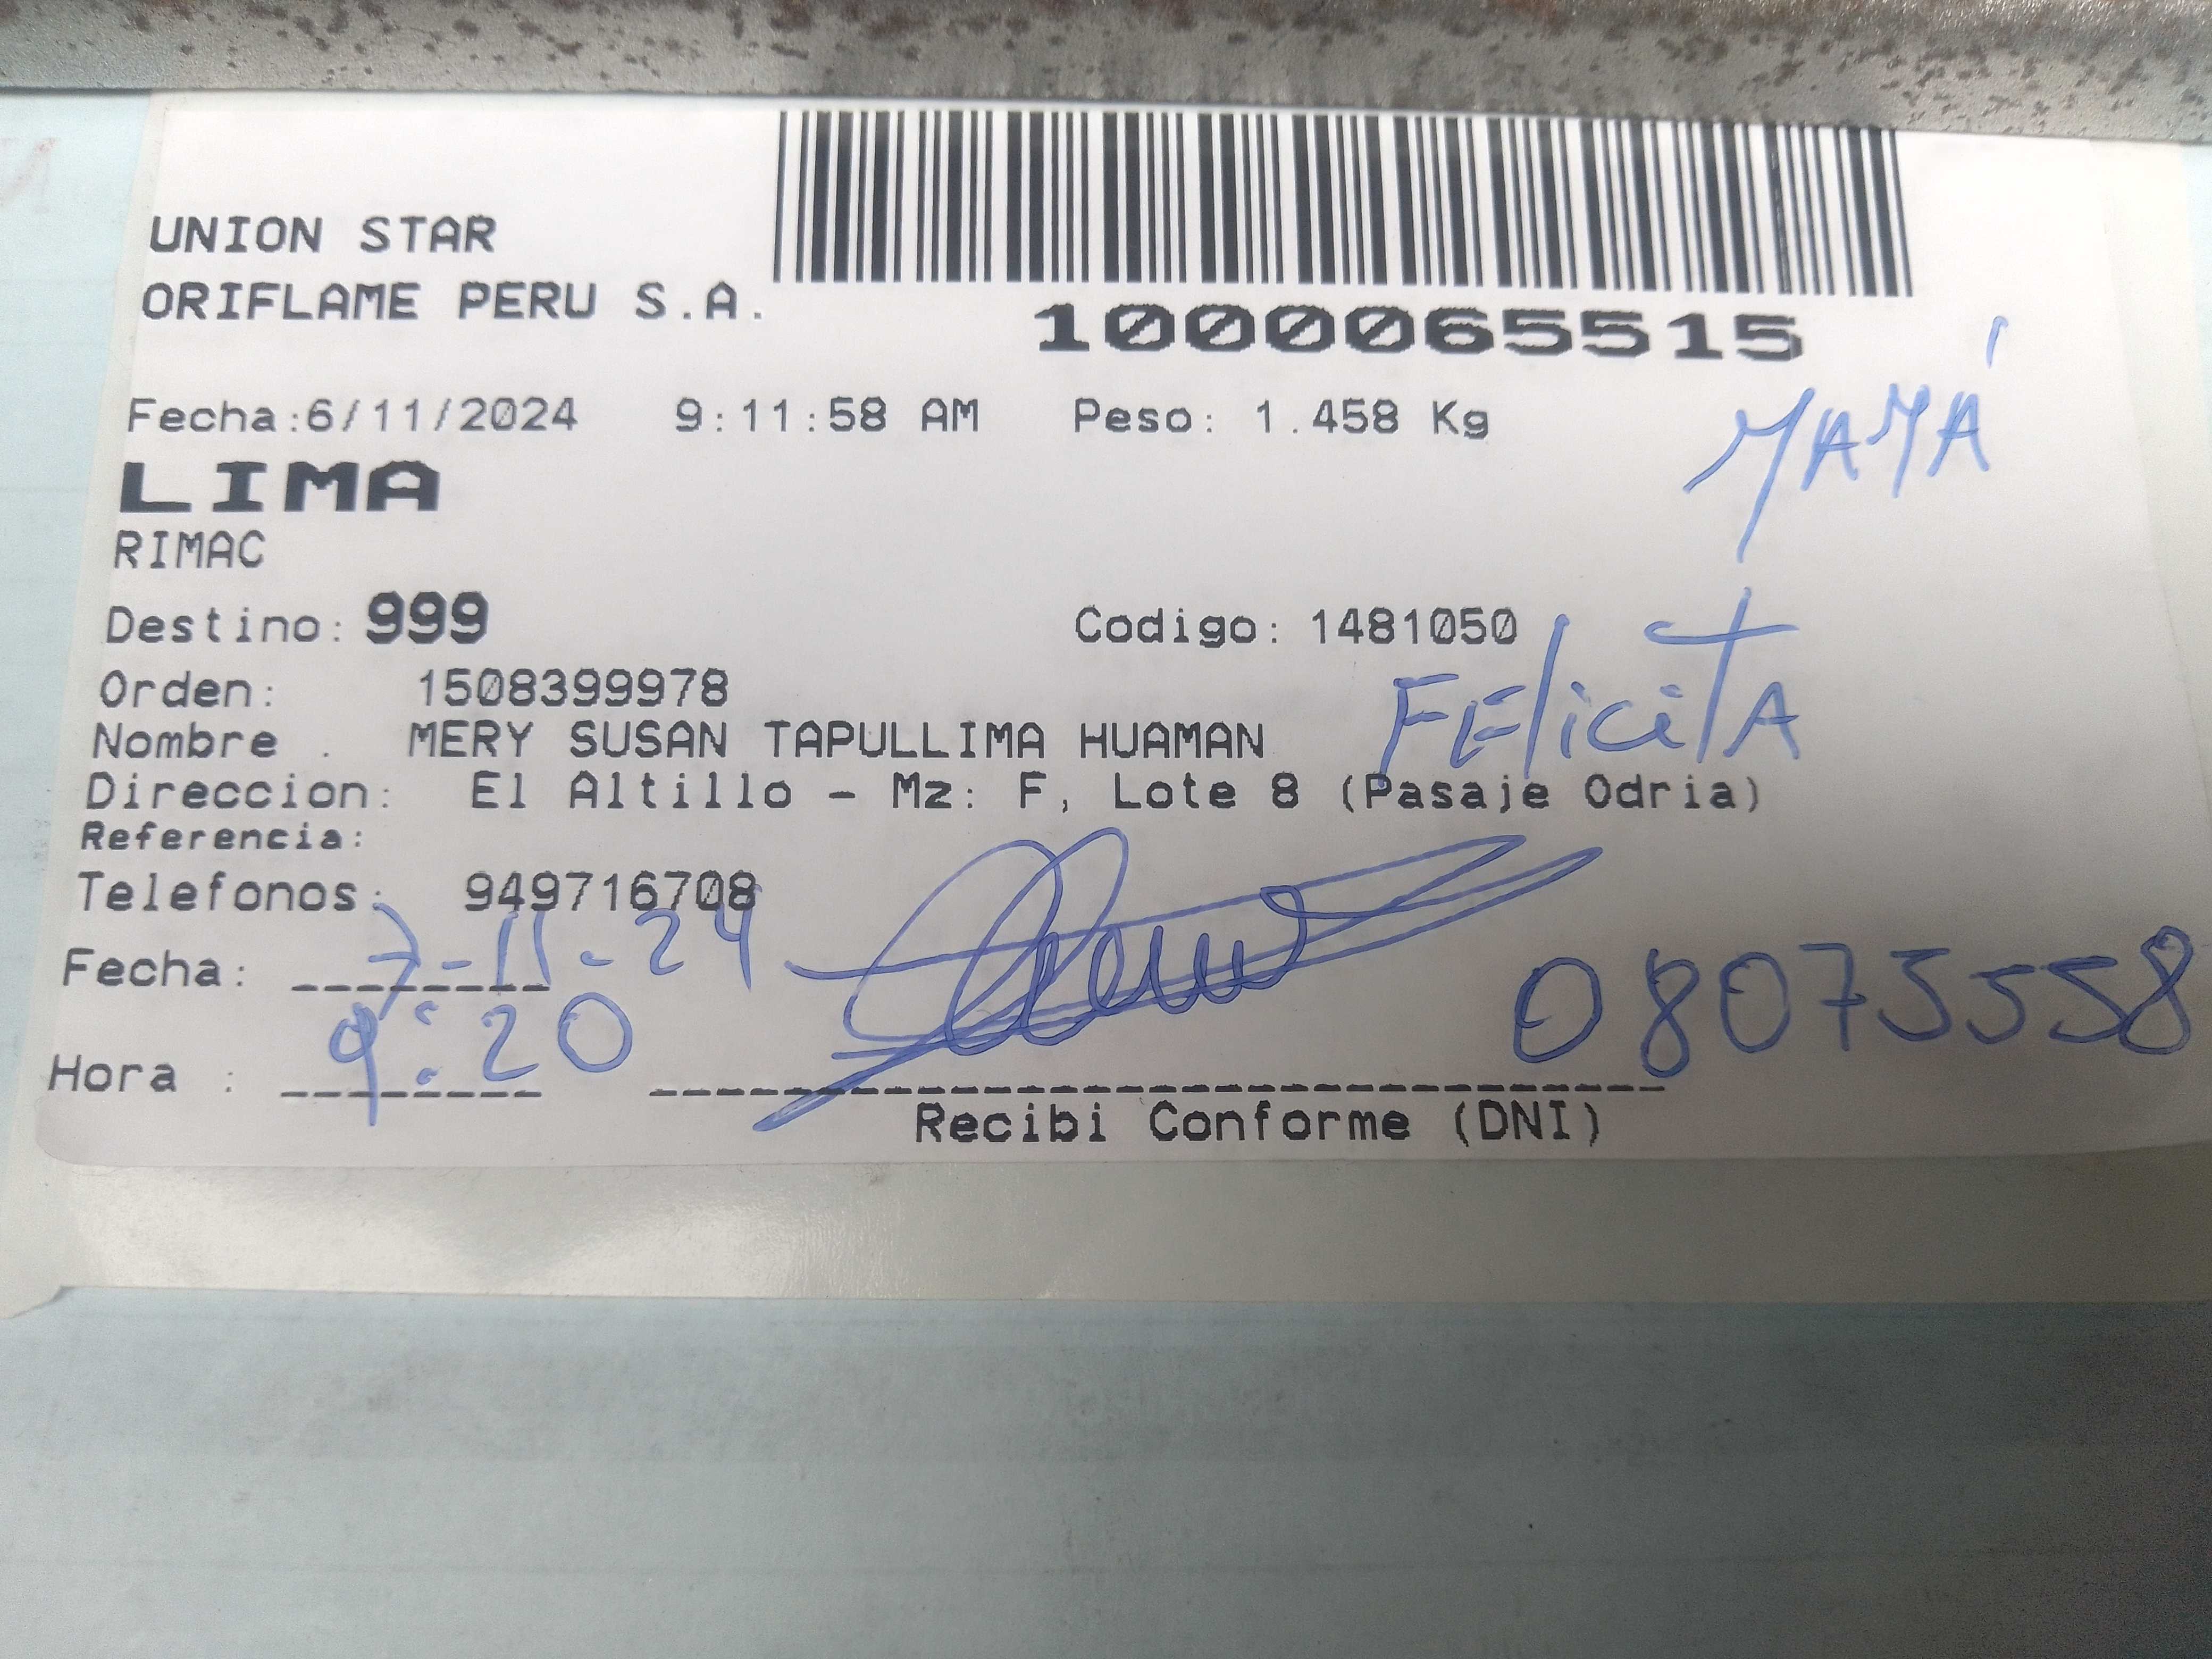 UNION STAR
ORIFLAME PERU S.A.
1000065515
Fecha:6/11/2024 9:11:58 AM Peso: 1.458 Kg
MAMÁ
LIMA
RIMAC
Destino: 999 Codigo: 1481050
Orden: 1508399978
FElicitA
Nombre . MERY SUSAN TAPULLIMA HUAMAN
Direccion: El Altillo - Mz: F, Lote 8 (Pasaje Odria)
Referencia:
Telefonos: 949716708
Fecha: 7-11-24
08073558
Hora : 9:20
Recibi Conforme (DNI)